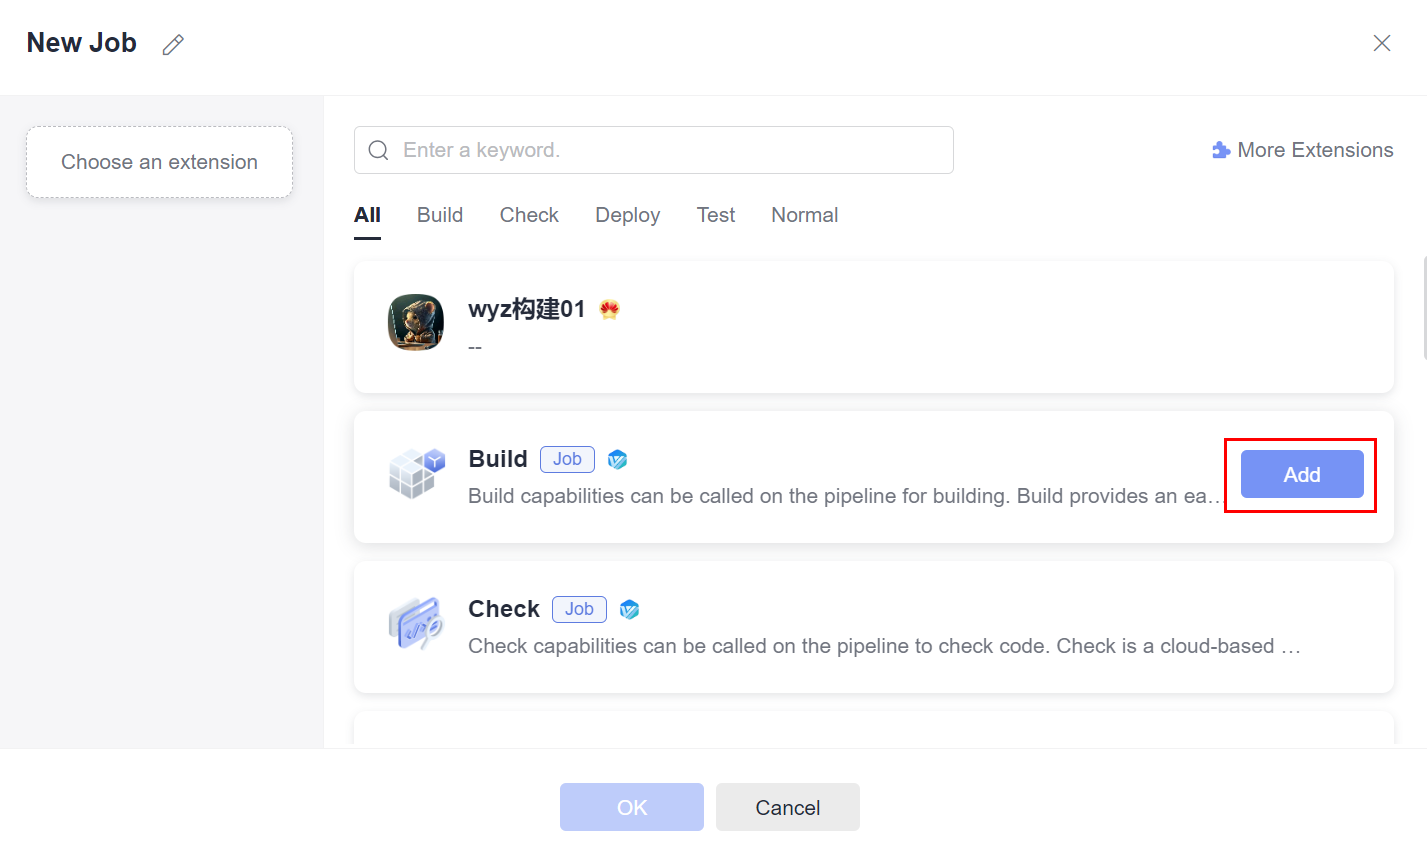 New Job
Choose an extension
Enter a keyword.
More Extensions
All Build Check Deploy Test Normal
wyz构建01
--
Build Job
Build capabilities can be called on the pipeline for building. Build provides an ea...
Add
Check Job
Check capabilities can be called on the pipeline to check code. Check is a cloud-based ...
OK Cancel